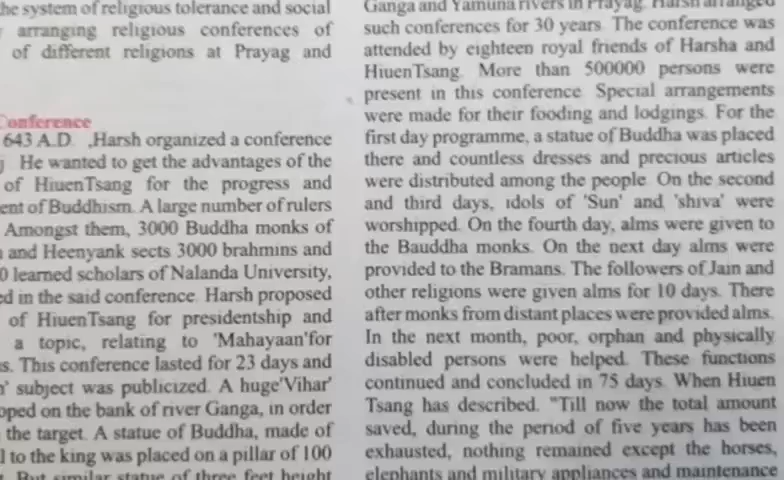 he system of religious tolerance and social
arranging religious conferences of
of different religions at Prayag and
Conference
643 A.D. ,Harsh organized a conference
He wanted to get the advantages of the
of HiuenTsang for the progress and
ent of Buddhism. A large number of rulers
Amongst them, 3000 Buddha monks of
and Heenyank sects 3000 brahmins and
0 learned scholars of Nalanda University,
ed in the said conference. Harsh proposed
of HiuenTsang for presidentship and
a topic, relating to 'Mahayaan'for
s. This conference lasted for 23 days and
' subject was publicized. A huge'Vihar'
oped on the bank of river Ganga, in order
the target. A statue of Buddha, made of
l to the king was placed on a pillar of 100
But similar statue of three feet height
Ganga and Yamuna rivers in Prayag. Harsh arranged
such conferences for 30 years. The conference was
attended by eighteen royal friends of Harsha and
HiuenTsang. More than 500000 persons were
present in this conference. Special arrangements
were made for their fooding and lodgings. For the
first day programme, a statue of Buddha was placed
there and countless dresses and precious articles
were distributed among the people. On the second
and third days, idols of 'Sun' and 'shiva' were
worshipped. On the fourth day, alms were given to
the Bauddha monks. On the next day alms were
provided to the Bramans. The followers of Jain and
other religions were given alms for 10 days. There
after monks from distant places were provided alms.
In the next month, poor, orphan and physically
disabled persons were helped. These functions
continued and concluded in 75 days. When Hiuen
Tsang has described. "Till now the total amount
saved, during the period of five years has been
exhausted, nothing remained except the horses,
elephants and military appliances and maintenance